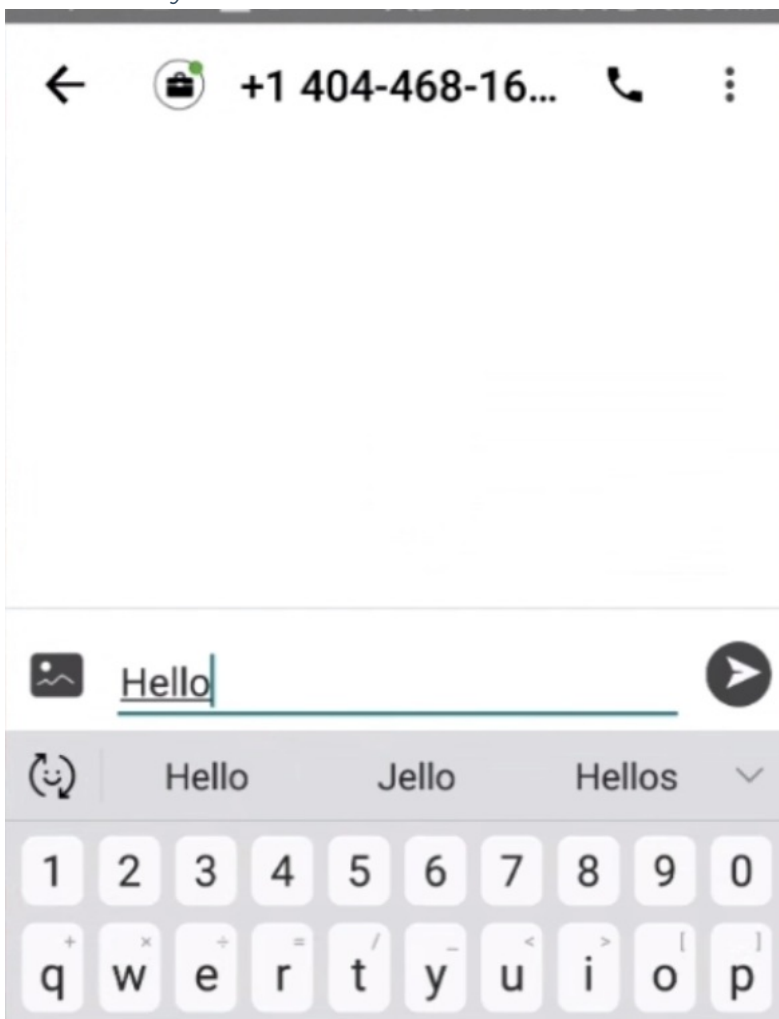 +1 404-468-16...
Hello
Hello Jello Hellos
1 2 3 4 5 6 7 8 9 0
+ × ÷ = / _ < > [ ]
q w e r t y u i o p